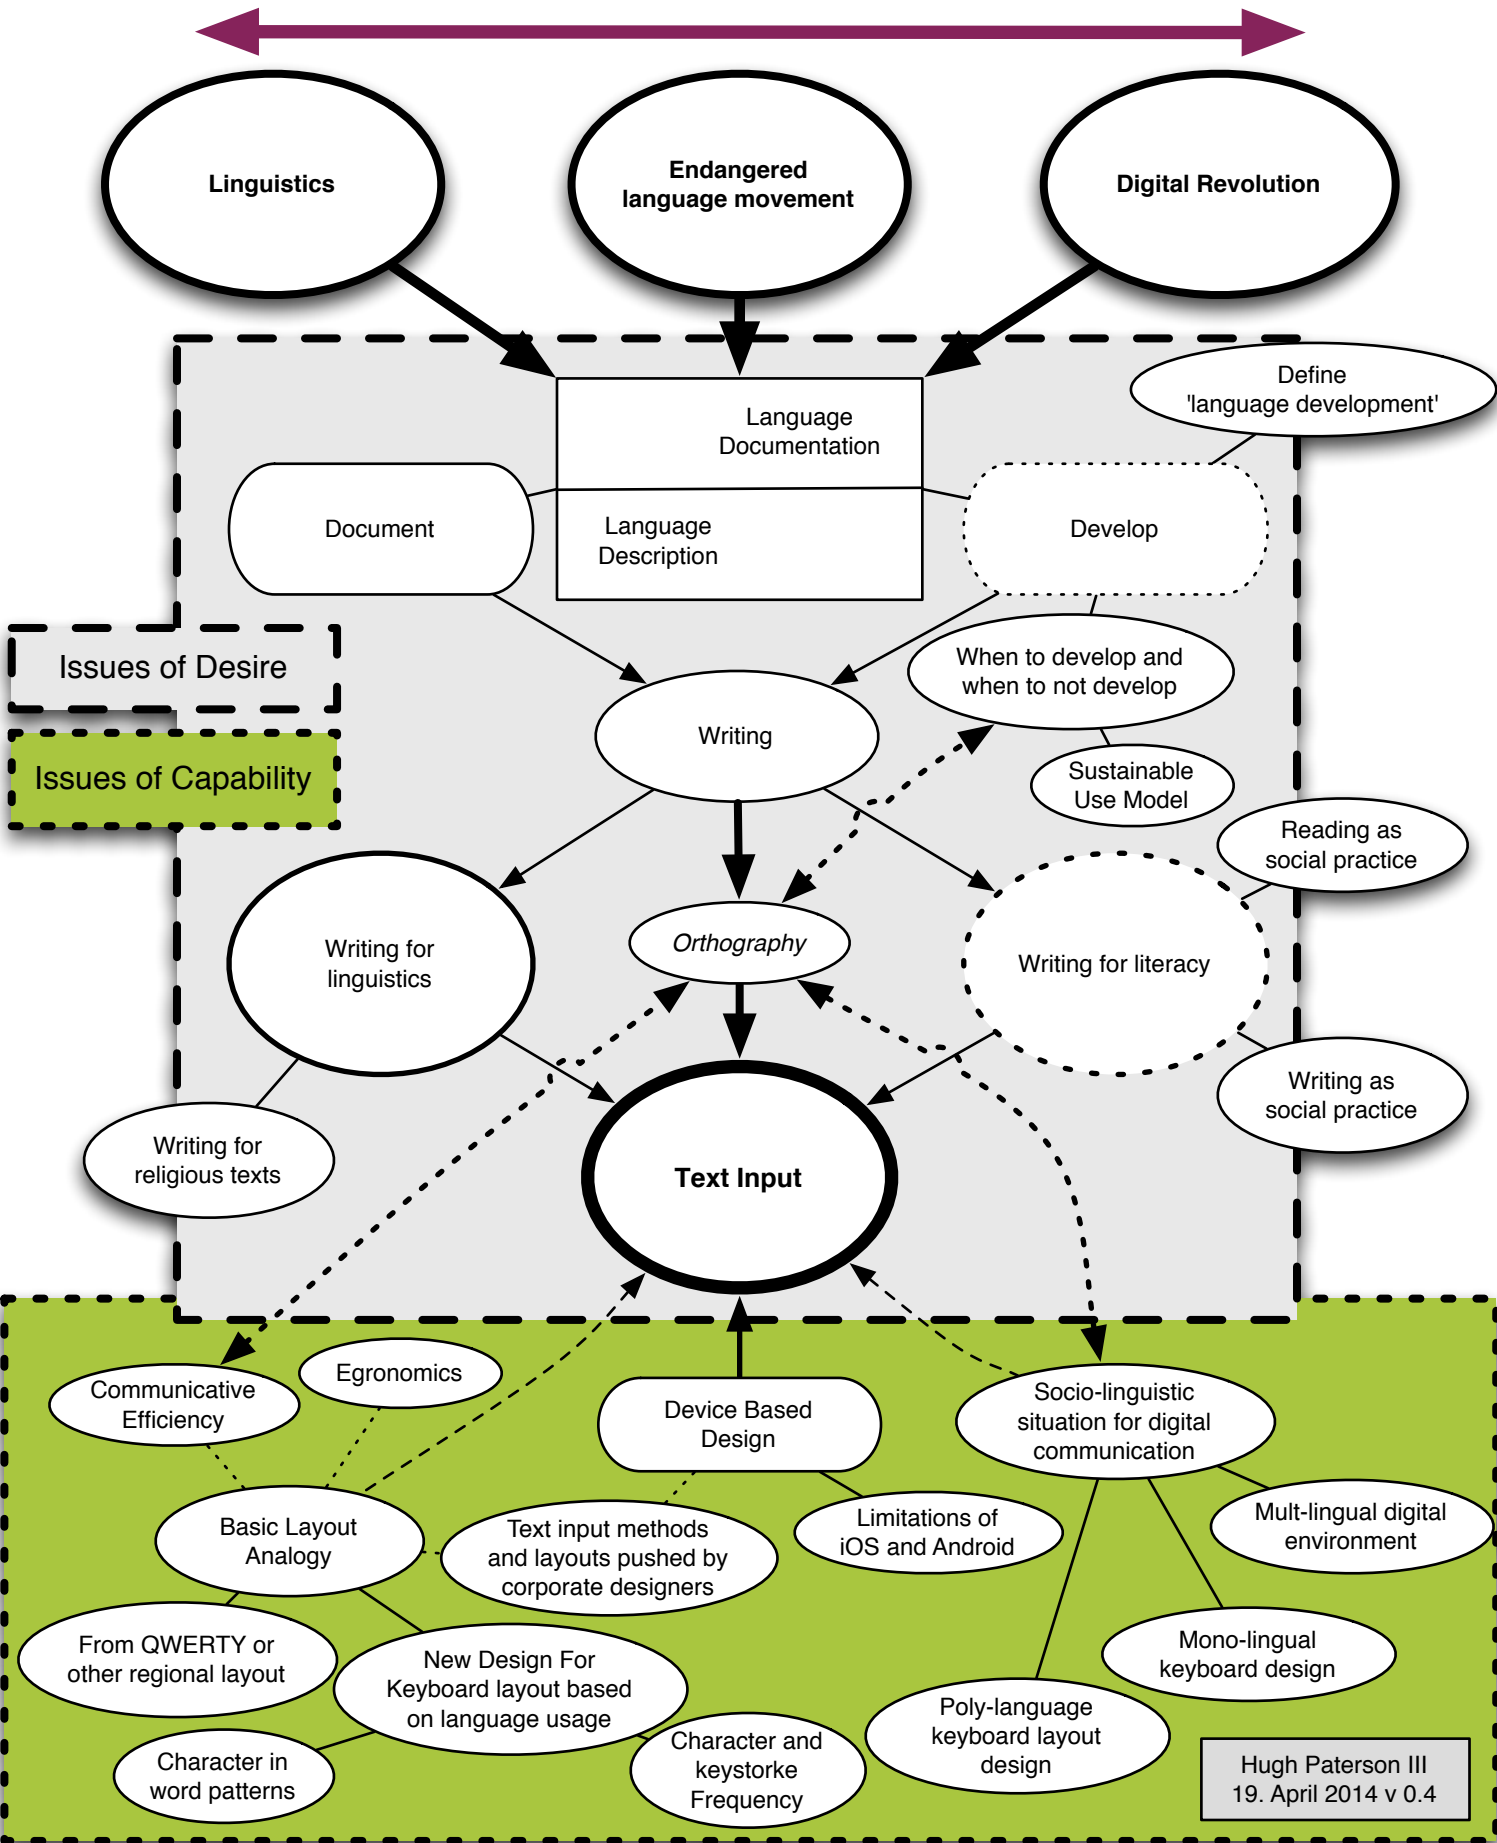 Linguistics
Endangered
language movement
Digital Revolution
Define
'language development'
Language
Documentation
Document
Language
Description
Develop
Issues of Desire
When to develop and
when to not develop
Writing
Issues of Capability
Sustainable
Use Model
Reading as
social practice
Orthography
Writing for
linguistics
Writing for literacy
Writing as
social practice
Writing for
religious texts
Text Input
Communicative
Efficiency
Egronomics
Device Based
Design
Socio-linguistic
situation for digital
communication
Basic Layout
Analogy
Text input methods
and layouts pushed by
corporate designers
Limitations of
iOS and Android
Mult-lingual digital
environment
From QWERTY or
other regional layout
New Design For
Keyboard layout based
on language usage
Mono-lingual
keyboard design
Poly-language
keyboard layout
design
Character in
word patterns
Character and
keystorke
Frequency
Hugh Paterson III
19. April 2014 v 0.4